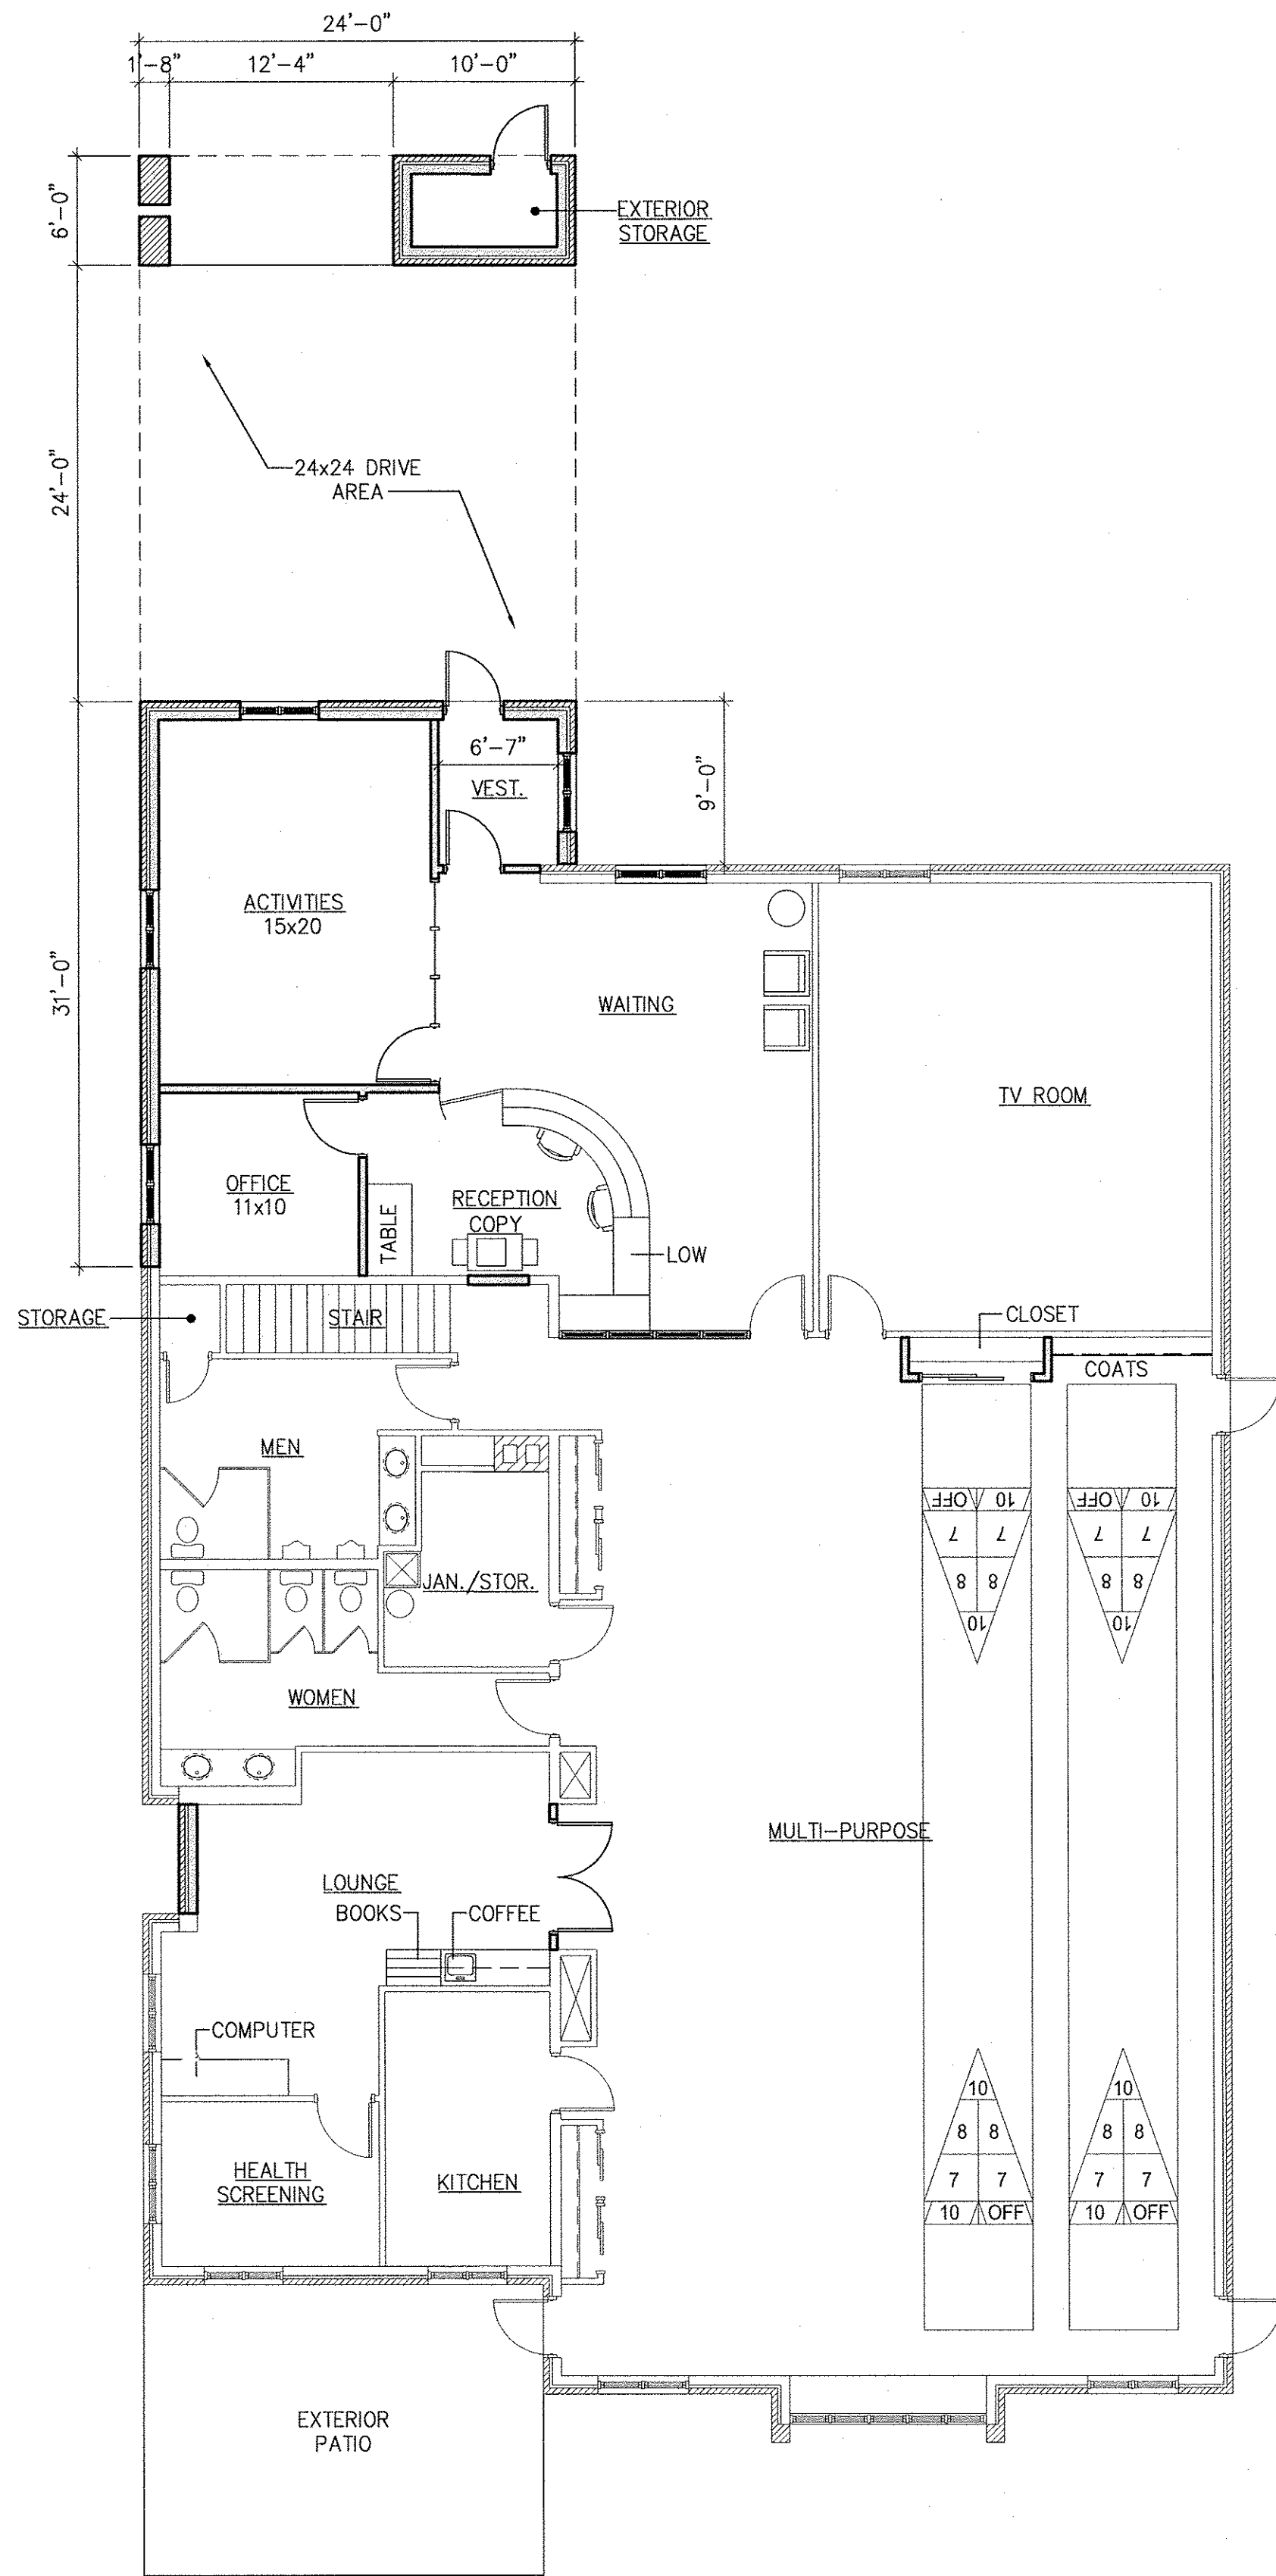 24'-0"
1'-8"
12'-4"
10'-0"
6'-0"
EXTERIOR
STORAGE
24'-0"
24x24 DRIVE
AREA
6'-7"
VEST.
9'-0"
31'-0"
ACTIVITIES
15x20
WAITING
TV ROOM
OFFICE
11x10
TABLE
RECEPTION
COPY
LOW
STORAGE
STAIR
CLOSET
COATS
MEN
OFF 10
OFF 10
7 7
7 7
8 8
8 8
10
10
JAN./STOR.
WOMEN
MULTI-PURPOSE
LOUNGE
BOOKS
COFFEE
COMPUTER
HEALTH
SCREENING
KITCHEN
10
10
8 8
8 8
7 7
7 7
10 OFF
10 OFF
EXTERIOR
PATIO